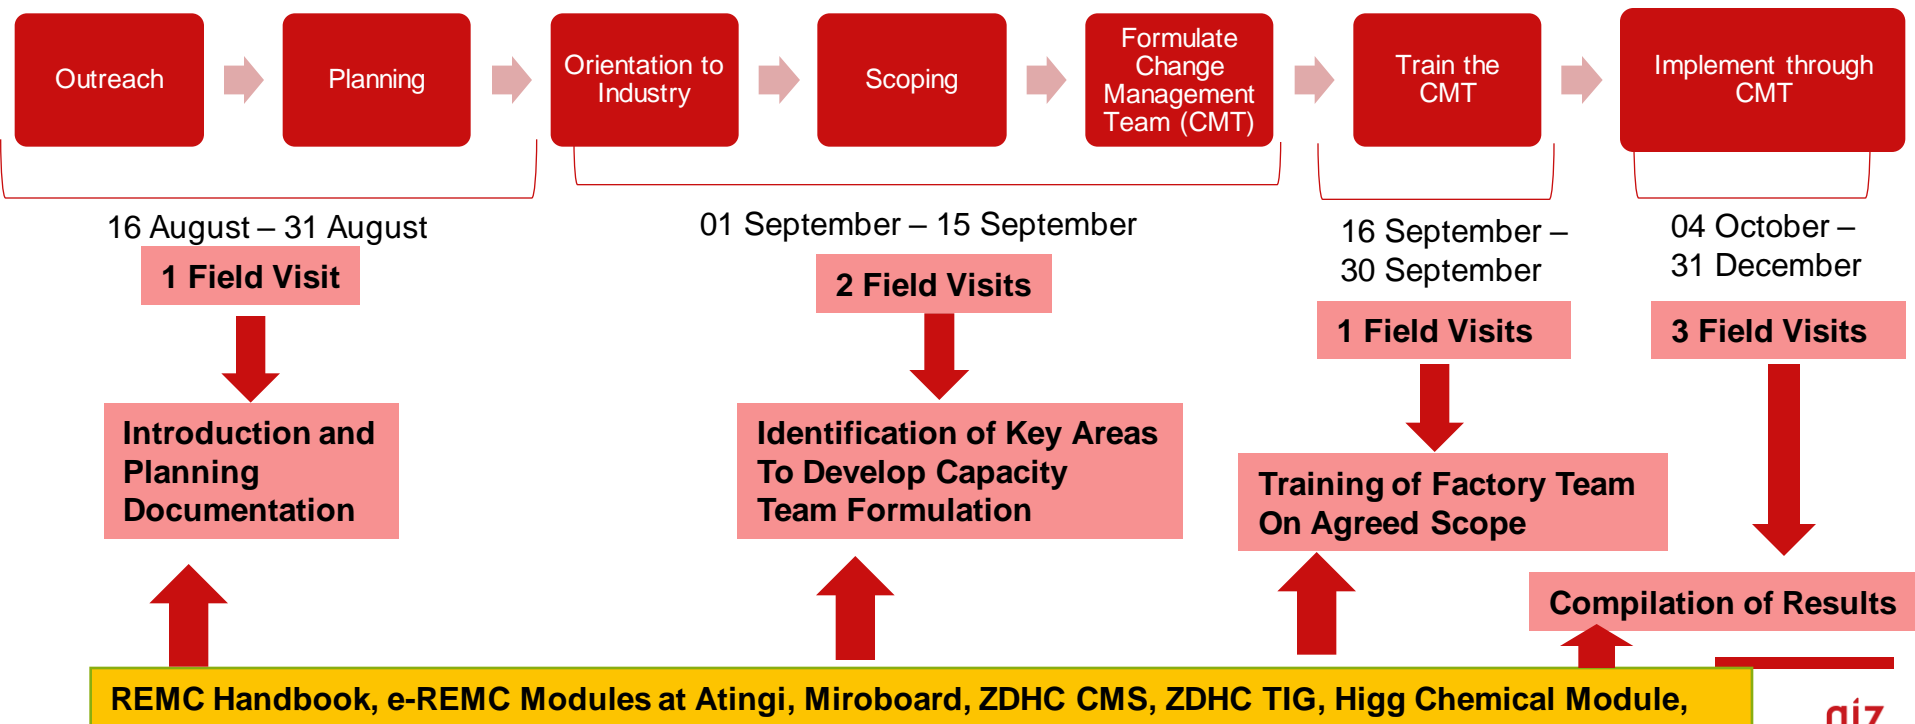 Outreach
Planning
Orientation to
Industry
Scoping
Formulate
Change
Management
Team (CMT)
Train the
CMT
Implement through
CMT
16 August – 31 August
01 September – 15 September
16 September –
30 September
04 October –
31 December
1 Field Visit
2 Field Visits
1 Field Visits
3 Field Visits
Introduction and
Planning
Documentation
Identification of Key Areas
To Develop Capacity
Team Formulation
Training of Factory Team
On Agreed Scope
Compilation of Results
REMC Handbook, e-REMC Modules at Atingi, Miroboard, ZDHC CMS, ZDHC TIG, Higg Chemical Module,
giz